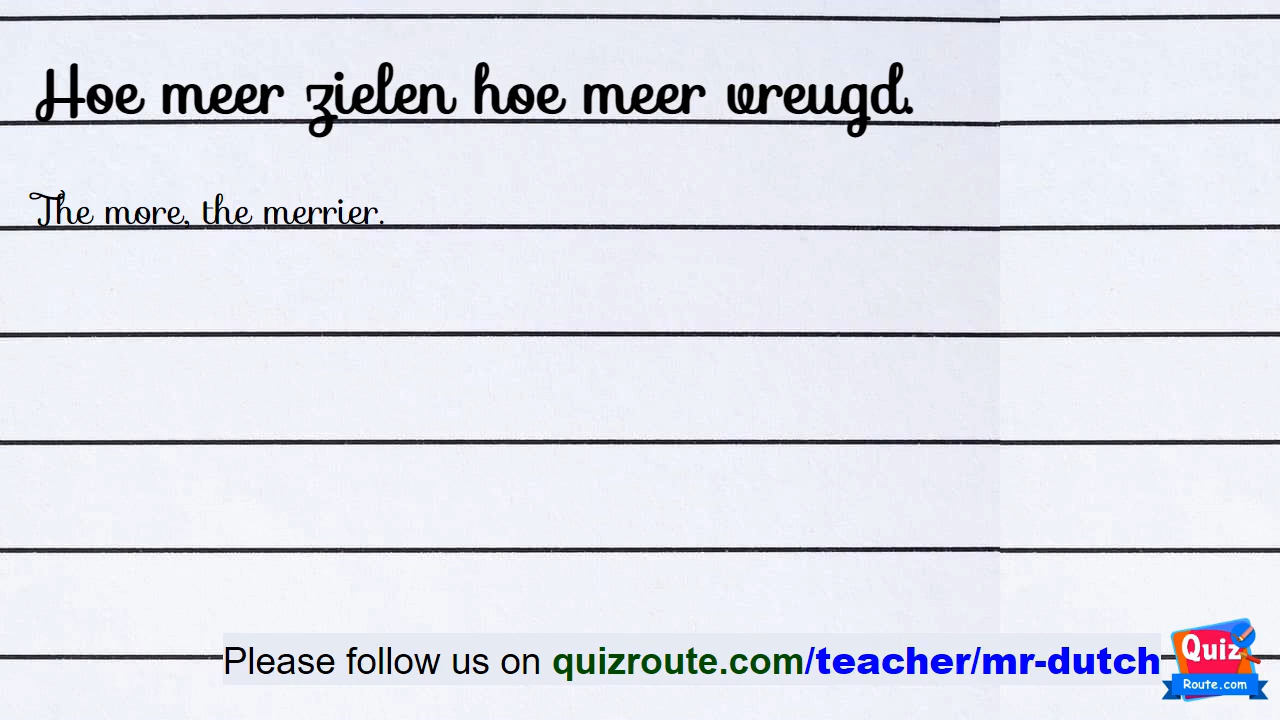 Hoe meer zielen hoe meer vreugd.
The more, the merrier.
Please follow us on quizroute.com/teacher/mr-dutch
Quiz
Route.com